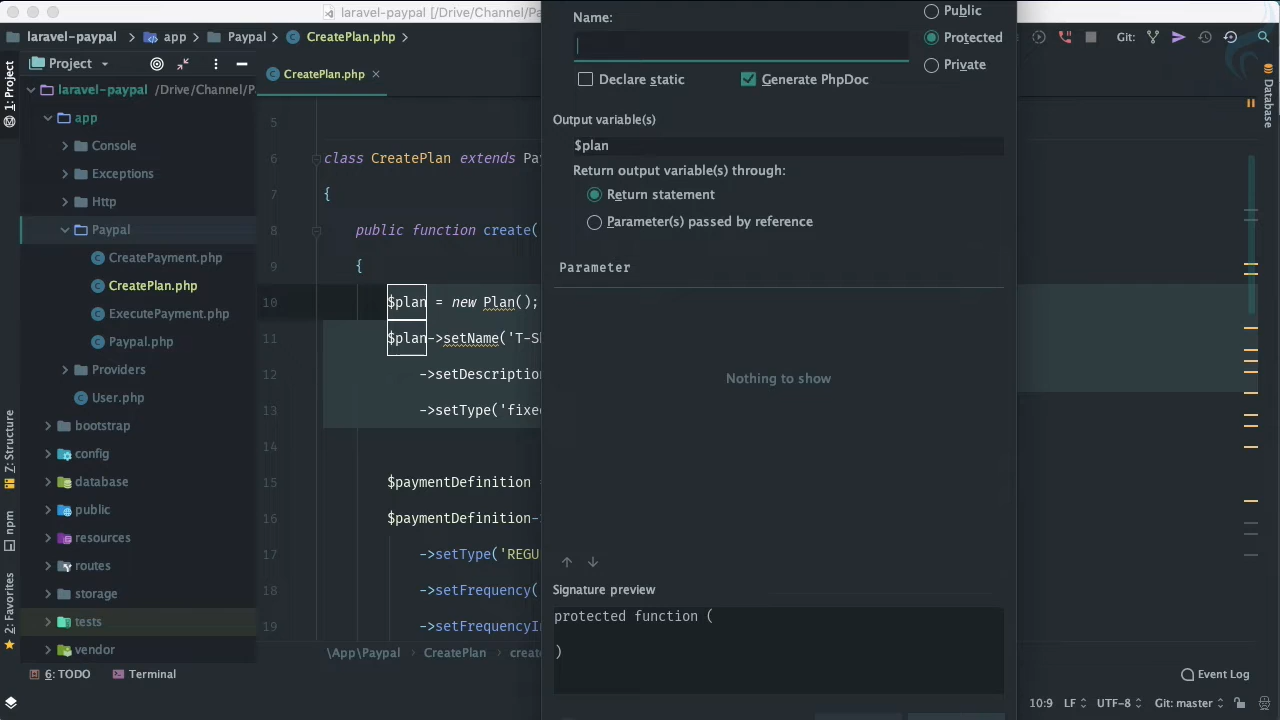 laravel-paypal [/Drive/Channel/Pa
laravel-paypal > app > Paypal > CreatePlan.php >
Git:
1: Project
Project
CreatePlan.php
laravel-paypal /Drive/Channel/P
app
Console
Exceptions
Http
Paypal
CreatePayment.php
CreatePlan.php
ExecutePayment.php
Paypal.php
Providers
User.php
bootstrap
config
database
public
resources
routes
storage
tests
vendor
Z: Structure
npm
2: Favorites
5
6 class CreatePlan extends Pa
7 {
8 public function create(
9 {
10 $plan = new Plan();
11 $plan->setName('T-S
12 ->setDescription
13 ->setType('fixe
14
15 $paymentDefinition =
16 $paymentDefinition-
17 ->setType('REGU
18 ->setFrequency(
19 ->setFrequencyI
\App\Paypal > CreatePlan > create
Name:
Public
Protected
Private
Declare static
Generate PhpDoc
Output variable(s)
$plan
Return output variable(s) through:
Return statement
Parameter(s) passed by reference
Parameter
Nothing to show
Signature preview
protected function (
)
Database
6: TODO
Terminal
Event Log
10:9 LF UTF-8 Git: master